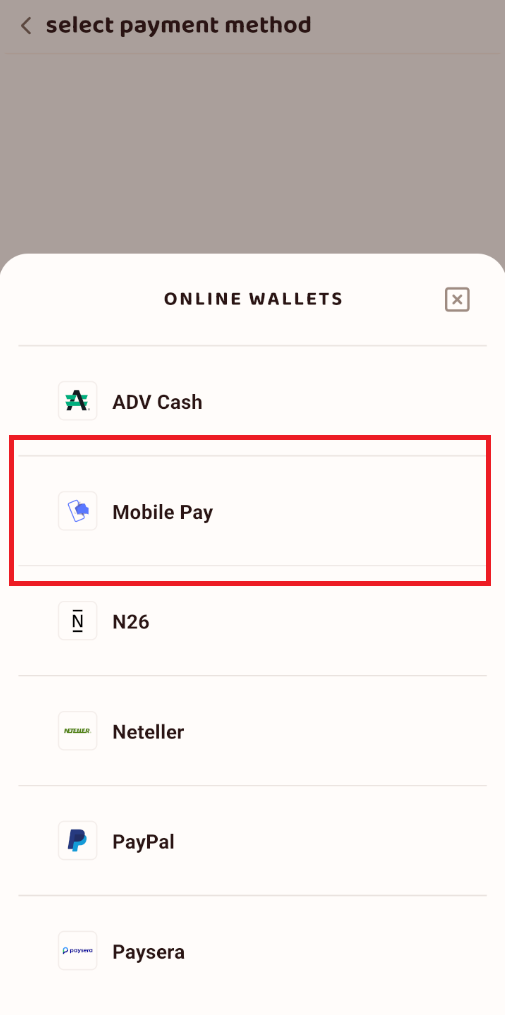 select payment method
ONLINE WALLETS
ADV Cash
Mobile Pay
N
N26
NETELLER
Neteller
PayPal
paysera
Paysera